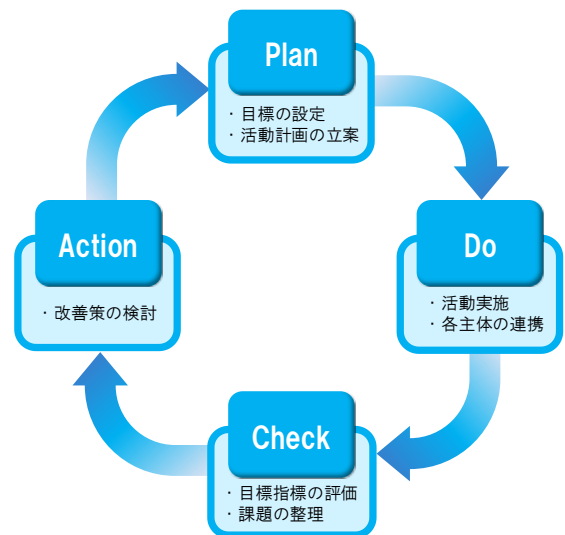 Plan
・目標の設定
・活動計画の立案
Do
・活動実施
・各主体の連携
Check
・目標指標の評価
・課題の整理
Action
・改善策の検討